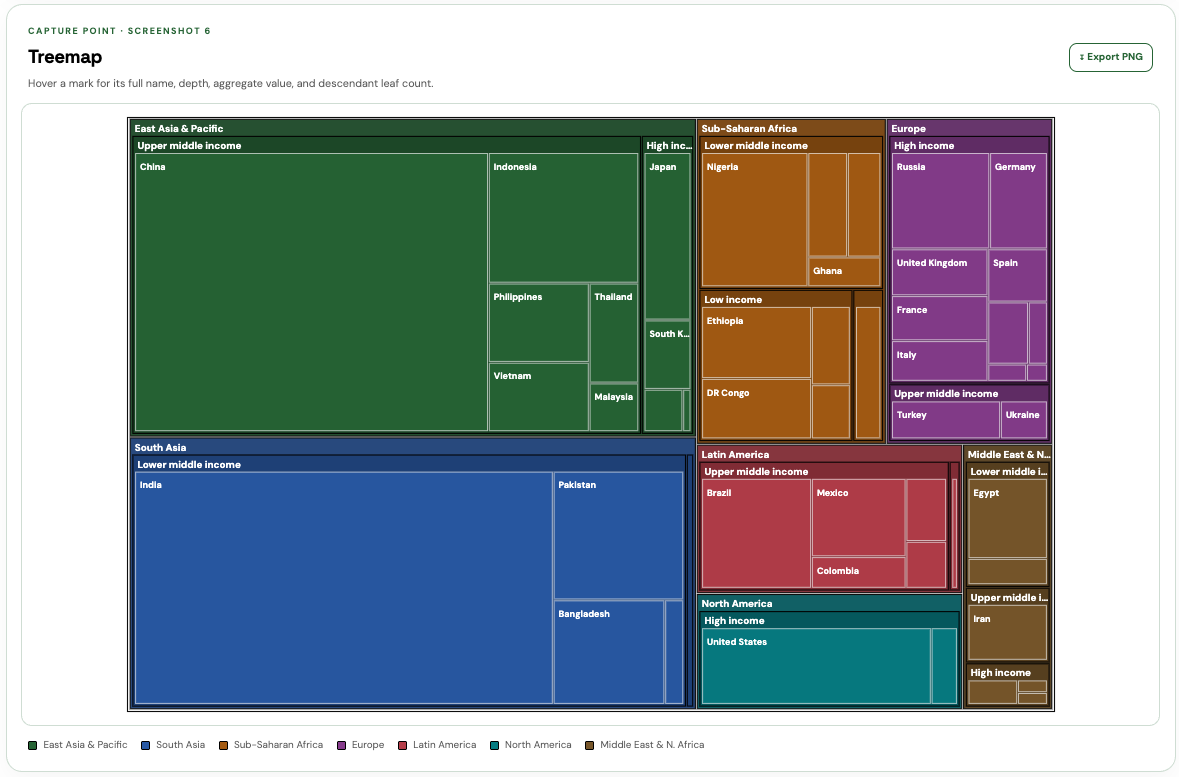 CAPTURE POINT · SCREENSHOT 6
Treemap
↧ Export PNG
Hover a mark for its full name, depth, aggregate value, and descendant leaf count.
East Asia & Pacific
Upper middle income
China
Indonesia
Philippines
Thailand
Vietnam
Malaysia
High inc…
Japan
South K…
South Asia
Lower middle income
India
Pakistan
Bangladesh
Sub-Saharan Africa
Lower middle income
Nigeria
Ghana
Low income
Ethiopia
DR Congo
Europe
High income
Russia
Germany
United Kingdom
Spain
France
Italy
Upper middle income
Turkey
Ukraine
Latin America
Upper middle income
Brazil
Mexico
Colombia
North America
High income
United States
Middle East & N…
Lower middle i…
Egypt
Upper middle i…
Iran
High income
East Asia & Pacific
South Asia
Sub-Saharan Africa
Europe
Latin America
North America
Middle East & N. Africa